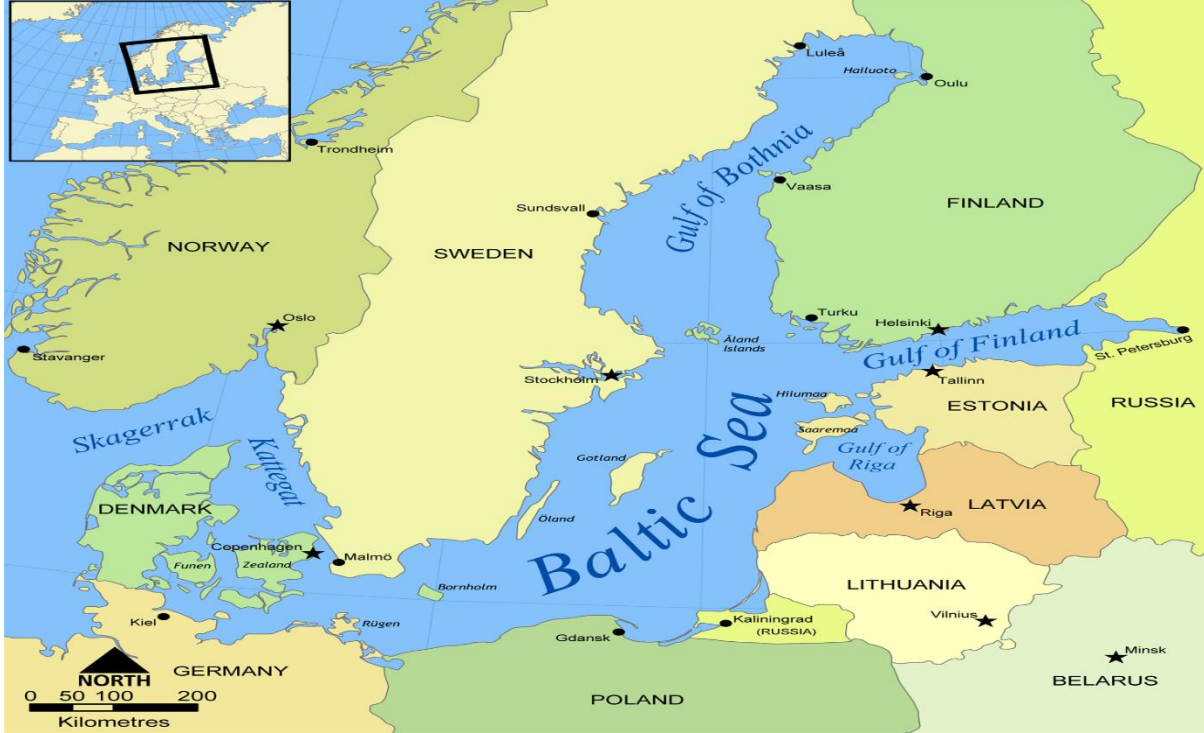 Luleå
Hailuoto
Oulu
Trondheim
Gulf of Bothnia
Vaasa
Sundsvall
FINLAND
NORWAY
SWEDEN
Oslo
Turku
Helsinki
Åland
Islands
Gulf of Finland
St. Petersburg
Stavanger
Stockholm
Tallinn
Hilumaa
ESTONIA
RUSSIA
Skagerrak
Kattegat
Saaremaa
Gulf of
Riga
Gotland
Baltic Sea
DENMARK
Öland
Riga
LATVIA
Copenhagen
Malmö
Funen
Zealand
Bornholm
LITHUANIA
Kiel
Rügen
Gdansk
Kaliningrad
(RUSSIA)
Vilnius
Minsk
GERMANY
NORTH
BELARUS
0 50 100 200
POLAND
Kilometres